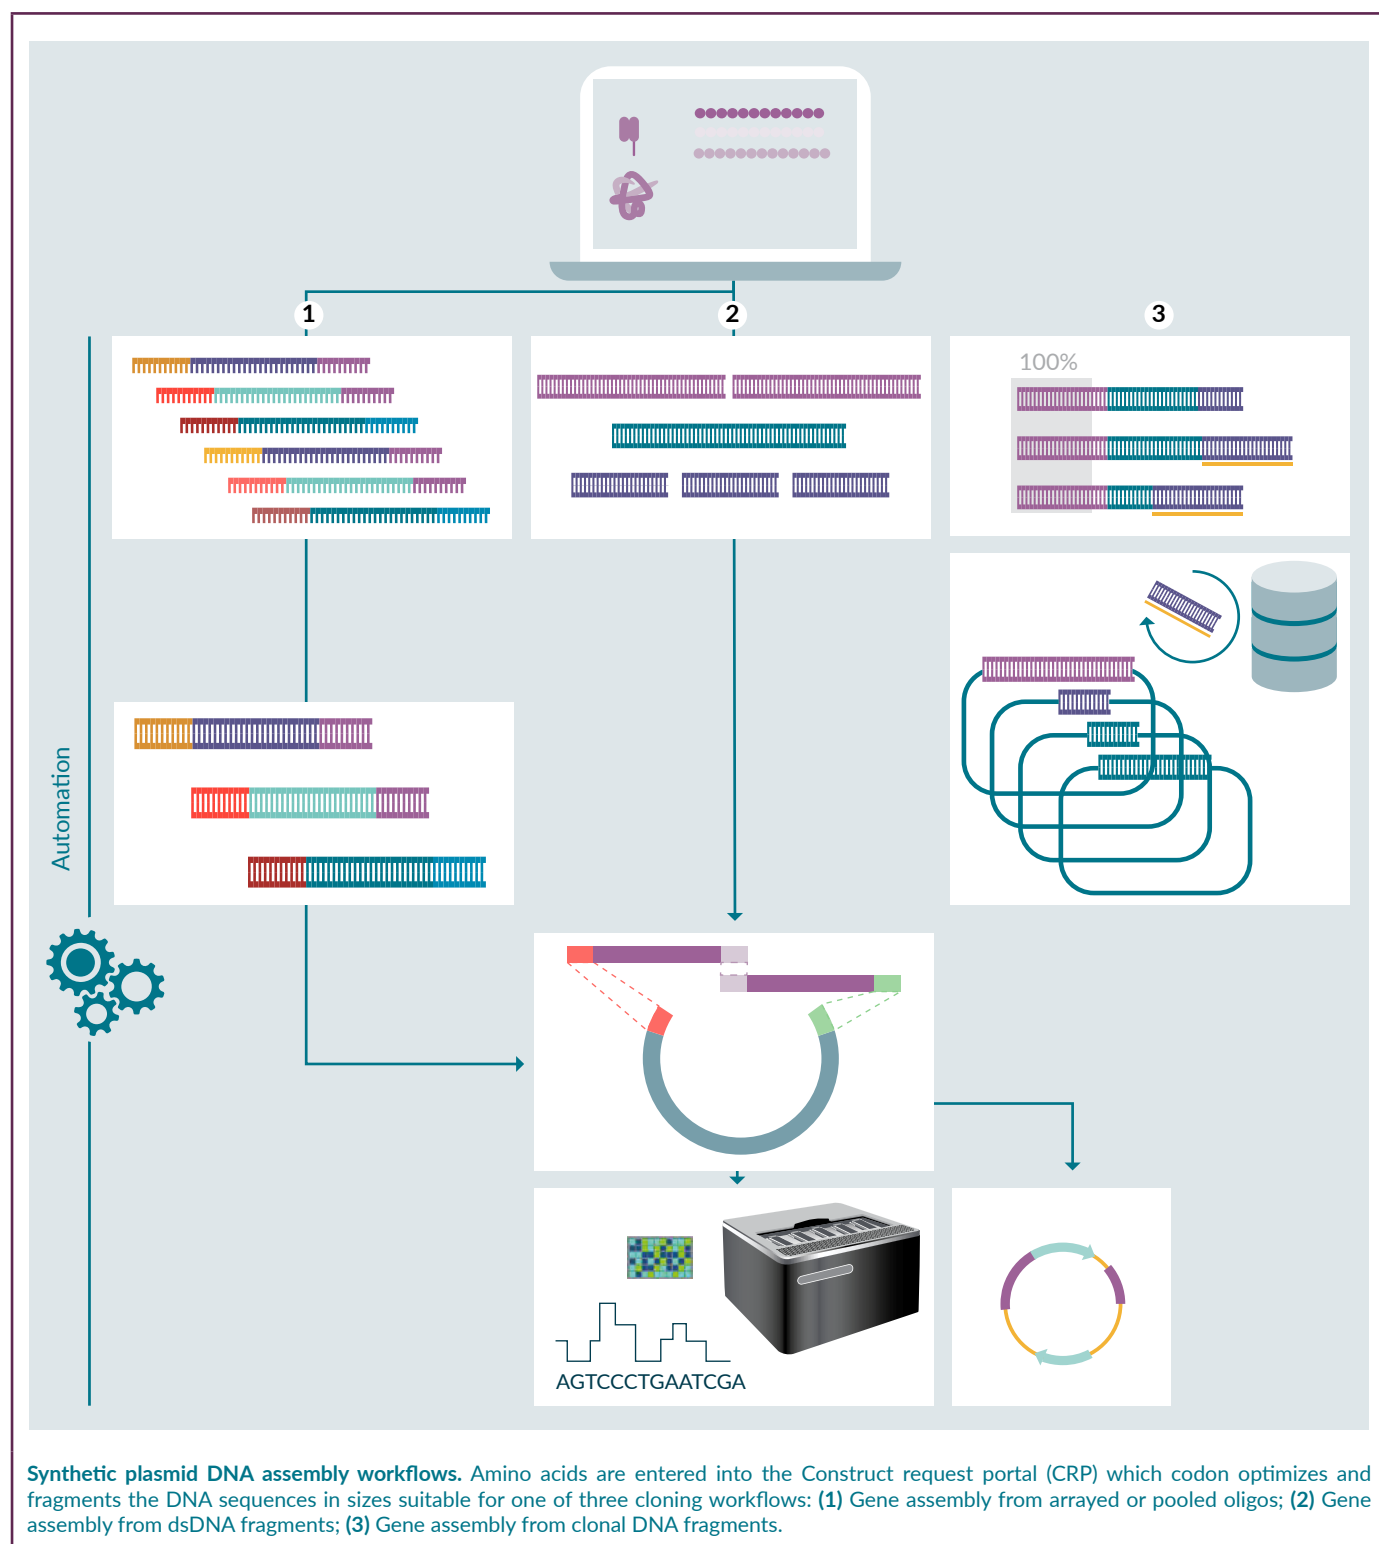 1
2
3
100%
Automation
AGTCCCTGAATCGA
Synthetic plasmid DNA assembly workflows. Amino acids are entered into the Construct request portal (CRP) which codon optimizes and
fragments the DNA sequences in sizes suitable for one of three cloning workflows: (1) Gene assembly from arrayed or pooled oligos; (2) Gene
assembly from dsDNA fragments; (3) Gene assembly from clonal DNA fragments.